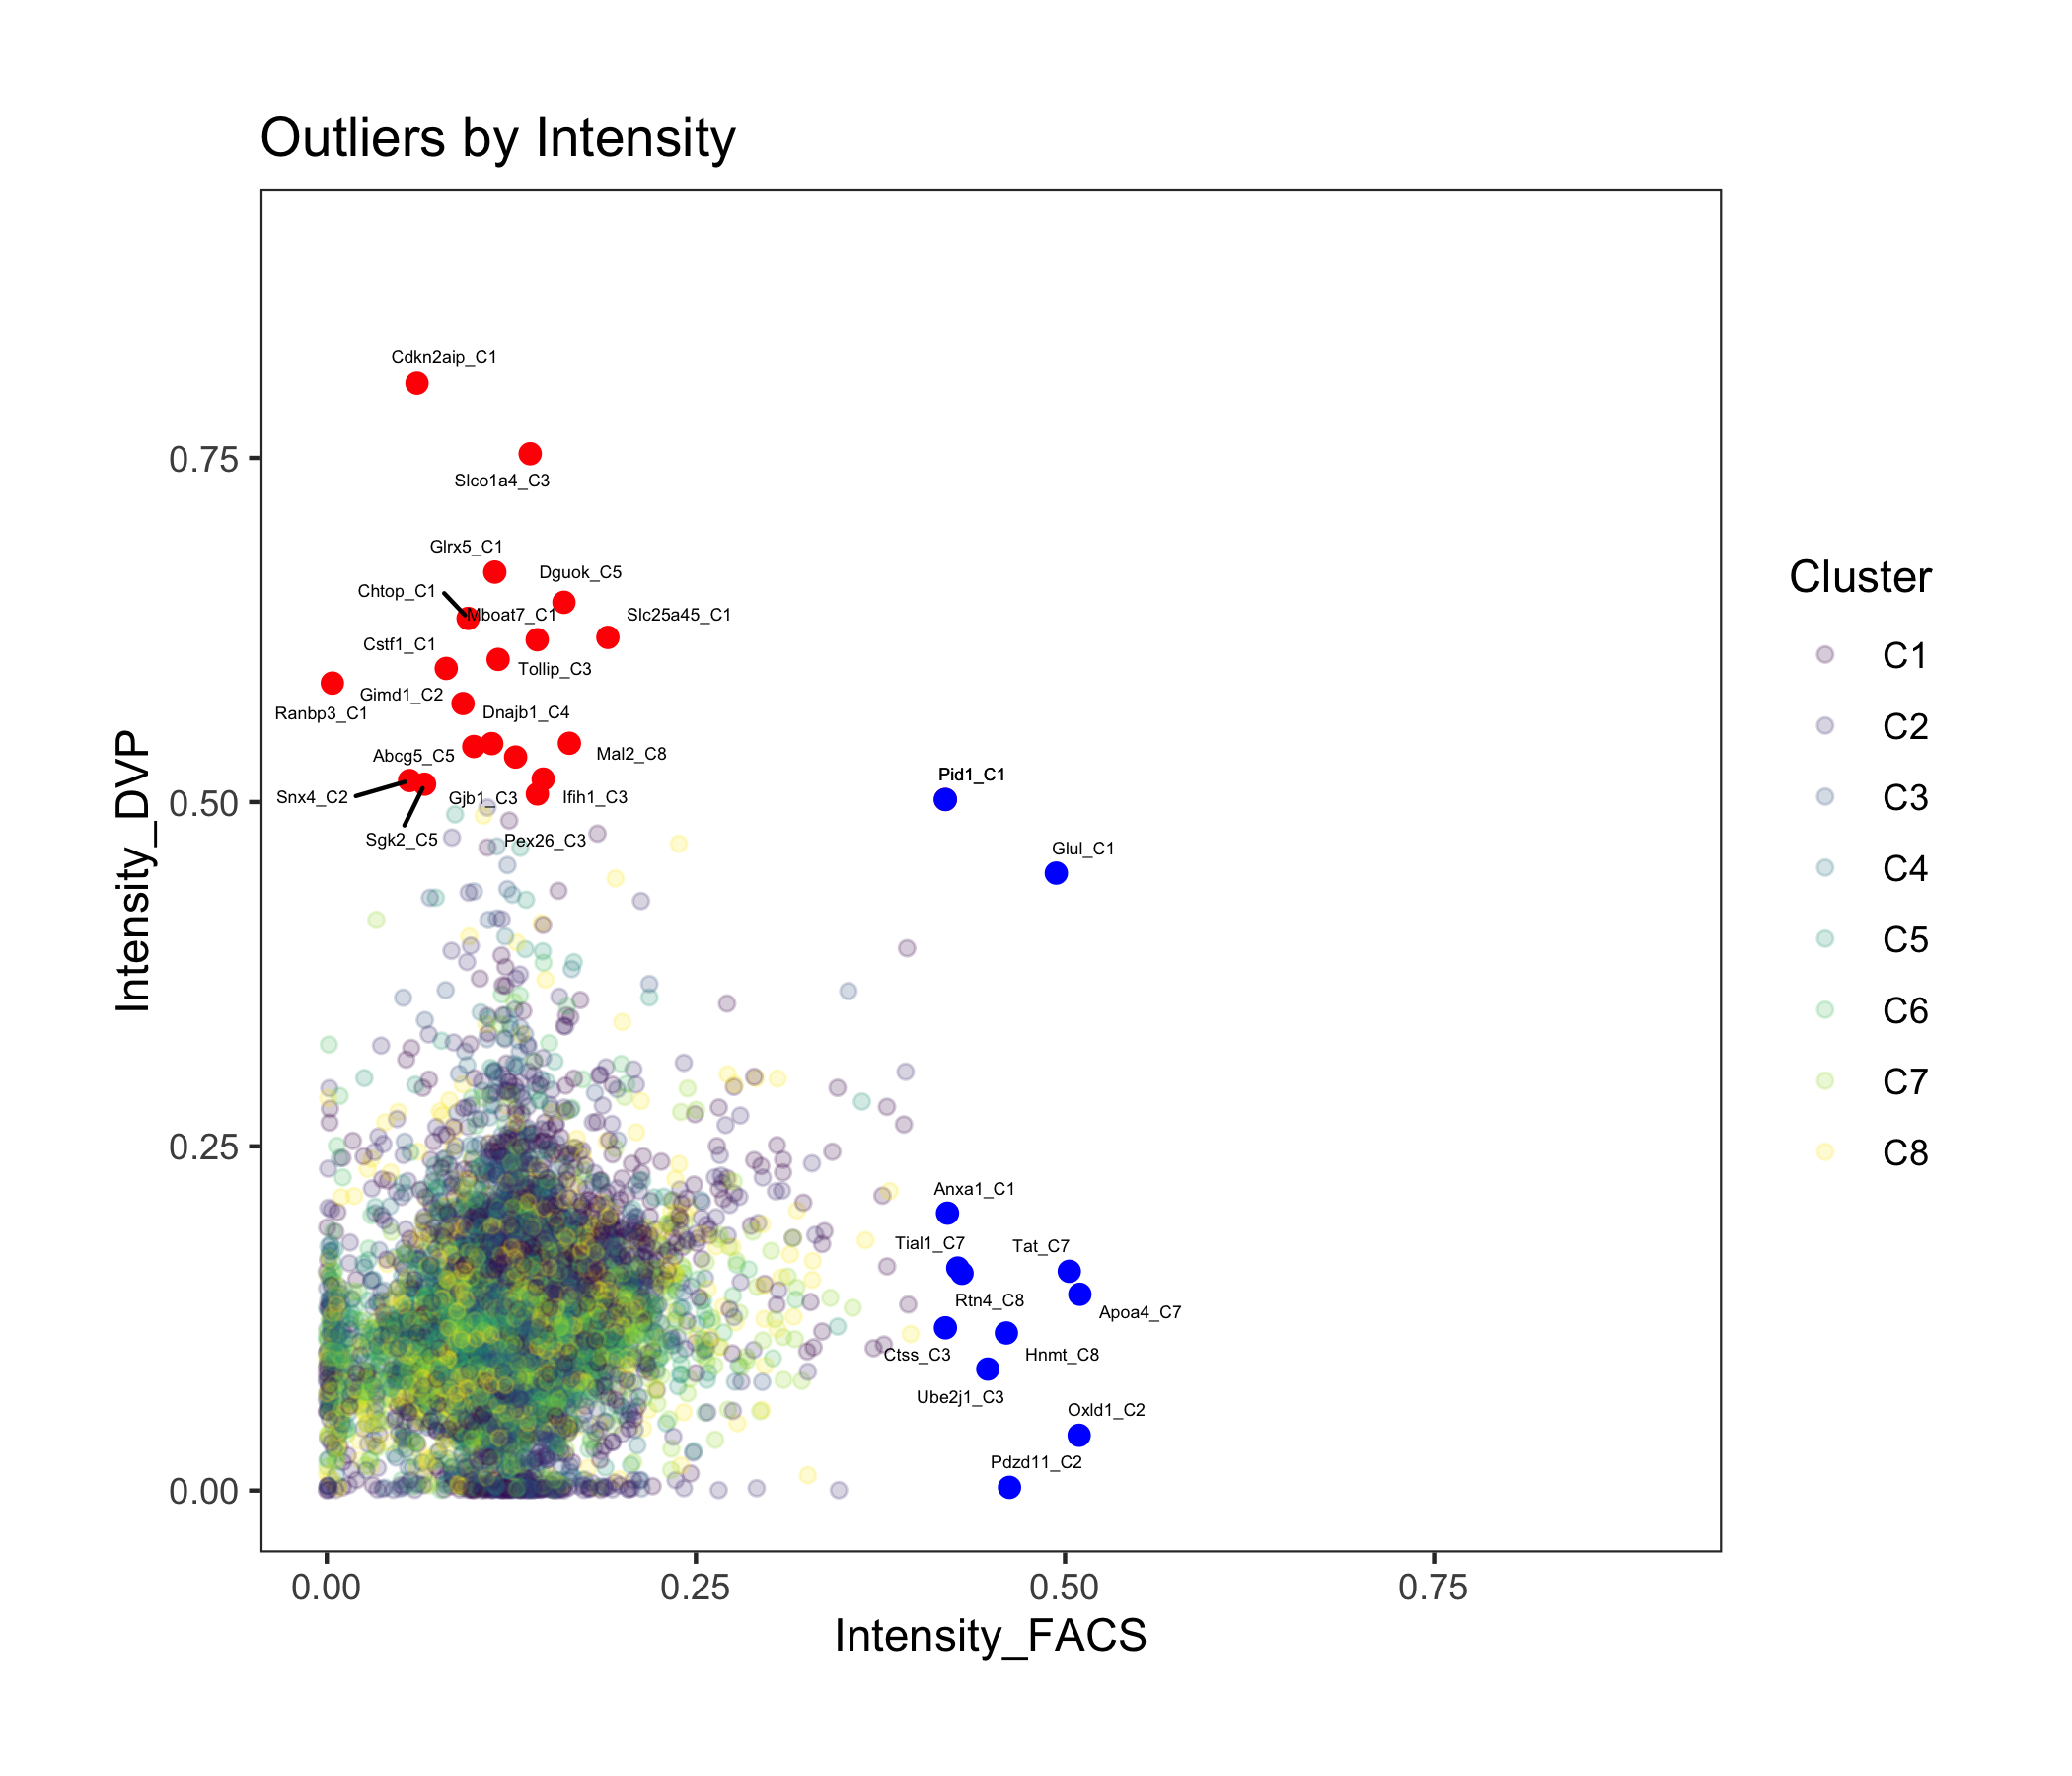 Outliers by Intensity
Cdkn2aip_C1
Slco1a4_C3
Glrx5_C1
Dguok_C5
Chtop_C1
Mboat7_C1
Slc25a45_C1
Cstf1_C1
Tollip_C3
Gimd1_C2
Ranbp3_C1
Dnajb1_C4
Abcg5_C5
Mal2_C8
Snx4_C2
Gjb1_C3
Ifih1_C3
Sgk2_C5
Pex26_C3
Pid1_C1
Glul_C1
Anxa1_C1
Tial1_C7
Tat_C7
Rtn4_C8
Apoa4_C7
Ctss_C3
Hnmt_C8
Ube2j1_C3
Oxld1_C2
Pdzd11_C2
0.75
0.50
0.25
0.00
Intensity_DVP
0.00
0.25
0.50
0.75
Intensity_FACS
Cluster
C1
C2
C3
C4
C5
C6
C7
C8